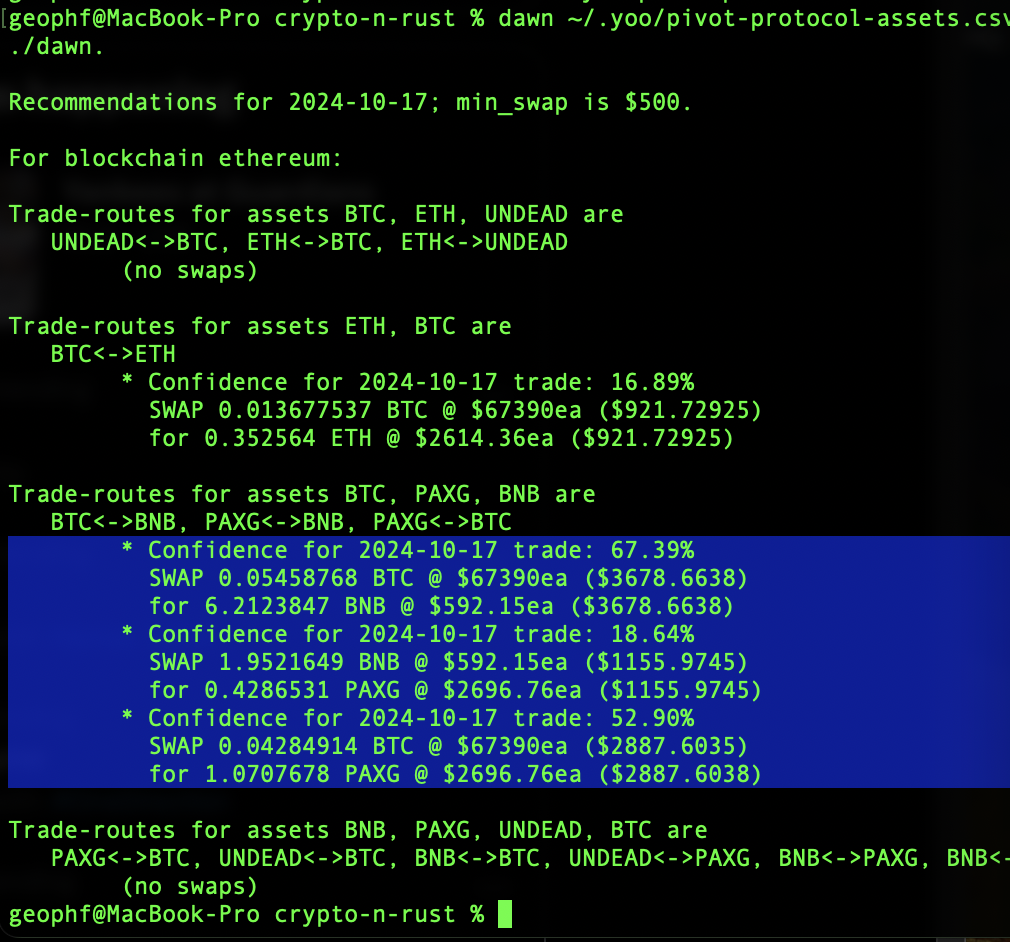 [geophf@MacBook-Pro crypto-n-rust % dawn ~/.yoo/pivot-protocol-assets.csv
./dawn.
Recommendations for 2024-10-17; min_swap is $500.
For blockchain ethereum:
Trade-routes for assets BTC, ETH, UNDEAD are
UNDEAD<->BTC, ETH<->BTC, ETH<->UNDEAD
(no swaps)
Trade-routes for assets ETH, BTC are
BTC<->ETH
* Confidence for 2024-10-17 trade: 16.89%
SWAP 0.013677537 BTC @ $67390ea ($921.72925)
for 0.352564 ETH @ $2614.36ea ($921.72925)
Trade-routes for assets BTC, PAXG, BNB are
BTC<->BNB, PAXG<->BNB, PAXG<->BTC
* Confidence for 2024-10-17 trade: 67.39%
SWAP 0.05458768 BTC @ $67390ea ($3678.6638)
for 6.2123847 BNB @ $592.15ea ($3678.6638)
* Confidence for 2024-10-17 trade: 18.64%
SWAP 1.9521649 BNB @ $592.15ea ($1155.9745)
for 0.4286531 PAXG @ $2696.76ea ($1155.9745)
* Confidence for 2024-10-17 trade: 52.90%
SWAP 0.04284914 BTC @ $67390ea ($2887.6035)
for 1.0707678 PAXG @ $2696.76ea ($2887.6038)
Trade-routes for assets BNB, PAXG, UNDEAD, BTC are
PAXG<->BTC, UNDEAD<->BTC, BNB<->BTC, UNDEAD<->PAXG, BNB<->PAXG, BNB<-
(no swaps)
geophf@MacBook-Pro crypto-n-rust %